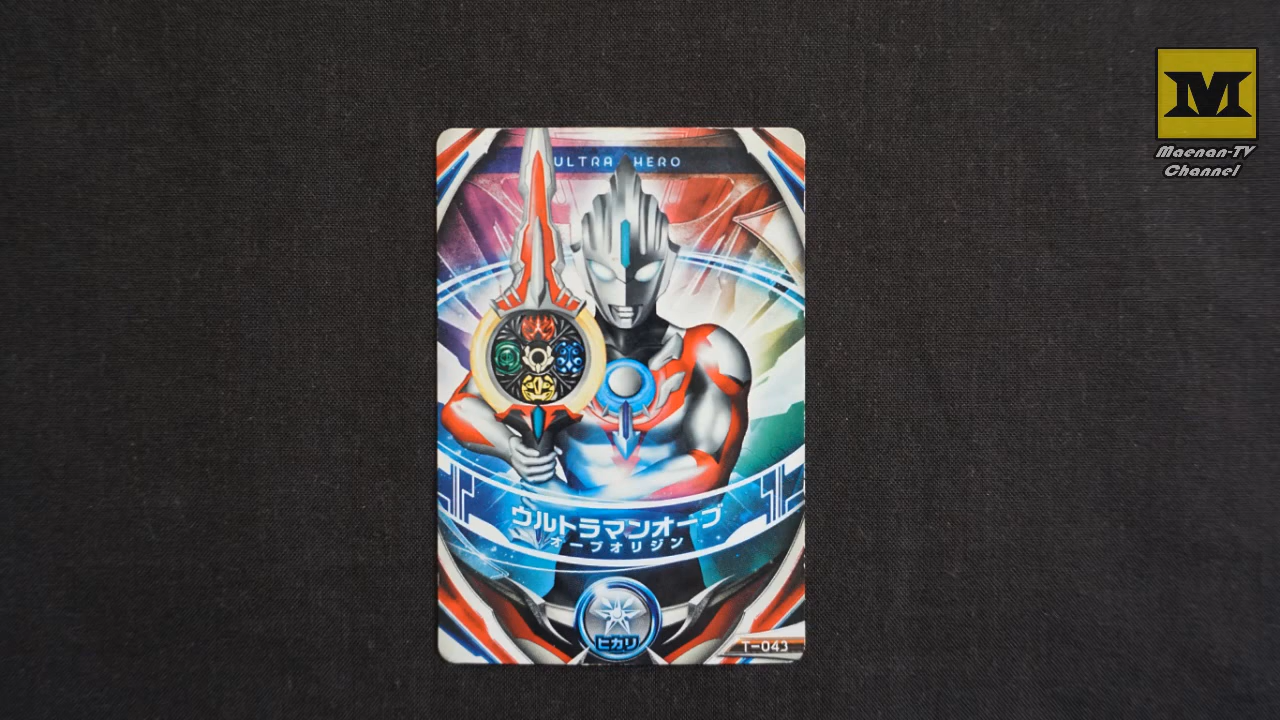 M
Maenan-TV
Channel
ULTRA HERO
ウルトラマンオーブ
オーブオリジン
ヒカリ
T-043